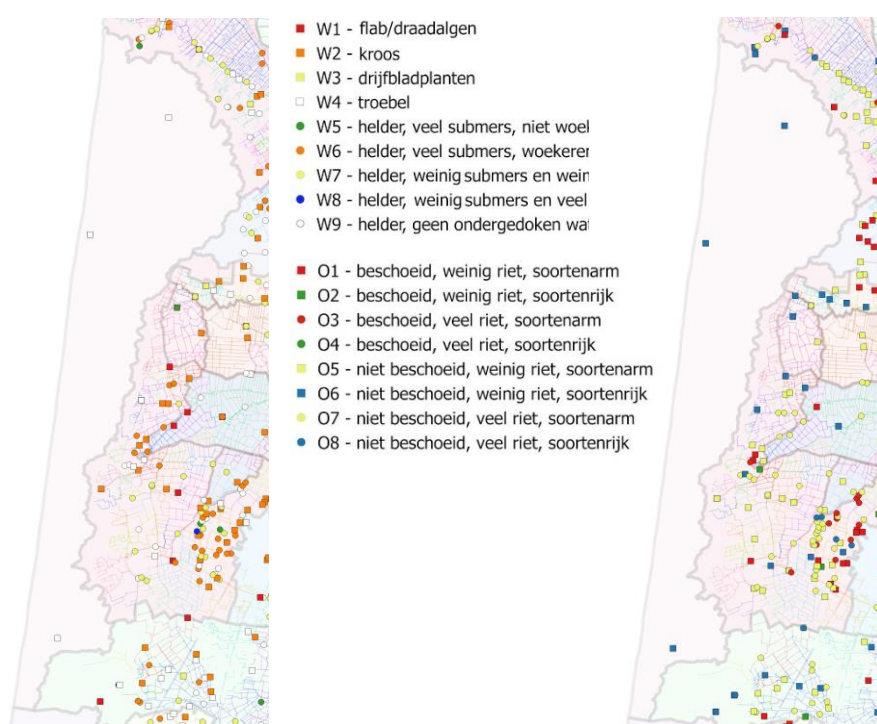 W1 - flab/draadalgen
W2 - kroos
W3 - drijfbladplanten
W4 - troebel
W5 - helder, veel submers, niet woel
W6 - helder, veel submers, woekeren
W7 - helder, weinig submers en wein
W8 - helder, weinig submers en veel
W9 - helder, geen ondergedoken wat
O1 - beschoeid, weinig riet, soortenarm
O2 - beschoeid, weinig riet, soortenrijk
O3 - beschoeid, veel riet, soortenarm
O4 - beschoeid, veel riet, soortenrijk
O5 - niet beschoeid, weinig riet, soortenarm
O6 - niet beschoeid, weinig riet, soortenrijk
O7 - niet beschoeid, veel riet, soortenarm
O8 - niet beschoeid, veel riet, soortenrijk